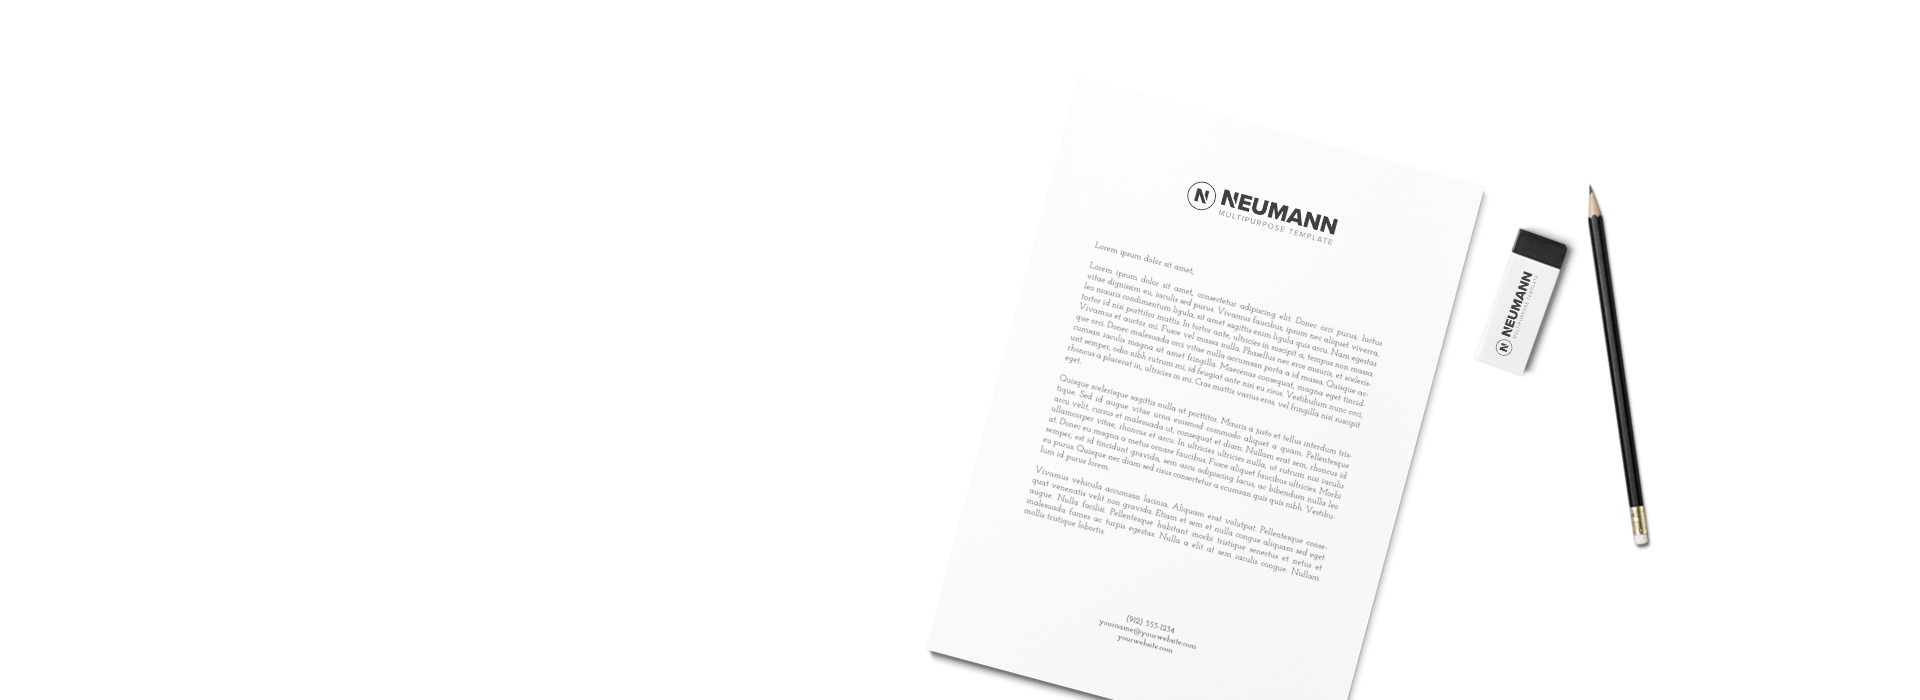 N NEUMANN
MULTIPURPOSE TEMPLATE
Lorem ipsum dolor sit amet,
Lorem ipsum dolor sit amet, consectetur adipiscing elit. Donec orci purus, luctus
vitae dignissim eu, iaculis sed purus. Vivamus faucibus, ipsum nec aliquet viverra,
leo mauris condimentum ligula, sit amet sagittis enim ligula quis arcu. Nam egestas
tortor id nisi porttitor mattis. In tortor ante, ultricies in suscipit a, tempus non massa.
Vivamus et auctor mi. Fusce vel massa nulla. Phasellus nec eros mauris, et sceleris-
que orci. Donec malesuada orci vitae nulla accumsan porta a id massa. Quisque ac-
cumsan iaculis magna sit amet fringilla. Maecenas consequat, magna eget tincid-
unt semper, odio nibh rutrum mi, id feugiat ante nisi eu risus. Vestibulum nunc orci,
rhoncus a placerat in, ultricies in mi. Cras mattis varius eros, vel fringilla nisi suscipit
eget.
Quisque scelerisque sagittis nulla at porttitor. Mauris a justo et tellus interdum tris-
tique. Sed id augue vitae urna euismod commodo aliquet a quam. Pellentesque
arcu velit, cursus et malesuada ut, consequat et diam. Nullam erat sem, rhoncus id
ullamcorper vitae, rhoncus et arcu. In ultricies ultricies nulla, ut rutrum nisi iaculis
at. Donec eu magna a metus ornare faucibus. Fusce aliquet faucibus ultricies. Morbi
semper, est id tincidunt gravida, sem arcu adipiscing lacus, ac bibendum nulla leo
eu purus. Quisque nec diam sed risus consectetur a ccumsan quis quis nibh. Vestibu-
lum id purus lorem.
Vivamus vehicula accumsan lacinia. Aliquam erat volutpat. Pellentesque conse-
quat venenatis velit non gravida. Etiam et sem et nulla congue aliquam sed eget
augue. Nulla facilisi. Pellentesque habitant morbi tristique senectus et netus et
malesuada fames ac turpis egestas. Nulla a elit at sem iaculis congue. Nullam
mollis tristique lobortis.
(912) 555.1234
yourname@yourwebsite.com
yourwebsite.com
N NEUMANN
MULTIPURPOSE TEMPLATE